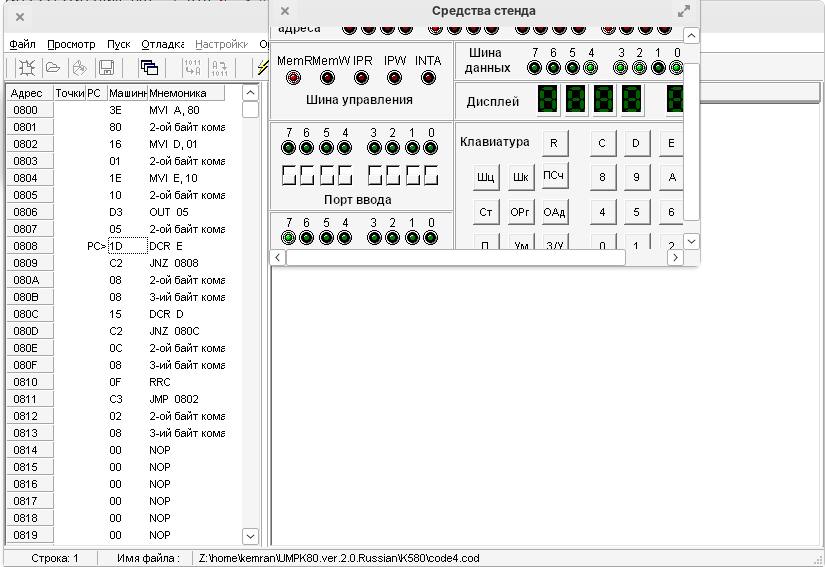 Средства стенда
Файл Просмотр Пуск Отладка Настройки
адреса
MemR MemW IPR IPW INTA
Шина управления
Шина данных
7 6 5 4 3 2 1 0
Дисплей
7 6 5 4 3 2 1 0
Порт ввода
7 6 5 4 3 2 1 0
Клавиатура R C D E
Шц Шк ПСч 8 9 A
Ст ОРг ОАд 4 5 6
П Ум З/У 0 1 2
Адрес Точки PC Машин Мнемоника
0800 3E MVI A, 80
0801 80 2-ой байт кома
0802 16 MVI D, 01
0803 01 2-ой байт кома
0804 1E MVI E, 10
0805 10 2-ой байт кома
0806 D3 OUT 05
0807 05 2-ой байт кома
0808 PC> 1D DCR E
0809 C2 JNZ 0808
080A 08 2-ой байт кома
080B 08 3-ий байт кома
080C 15 DCR D
080D C2 JNZ 080C
080E 0C 2-ой байт кома
080F 08 3-ий байт кома
0810 0F RRC
0811 C3 JMP 0802
0812 02 2-ой байт кома
0813 08 3-ий байт кома
0814 00 NOP
0815 00 NOP
0816 00 NOP
0817 00 NOP
0818 00 NOP
0819 00 NOP
Строка: 1 Имя файла : Z:\home\kemran\UMPK80.ver.2.0.Russian\K580\code4.cod